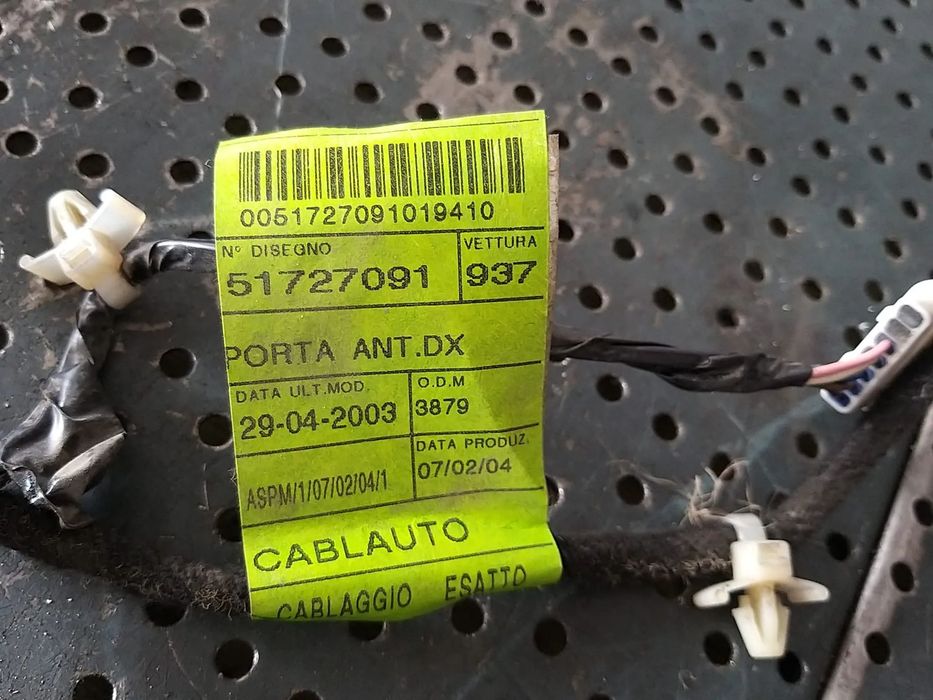 0051727091019410
N° DISEGNO
VETTURA
51727091
937
PORTA ANT.DX
DATA ULT.MOD.
O.D.M
29-04-2003
3879
DATA PRODUZ.
ASPM/1/07/02/04/1
07/02/04
CABLAUTO
CABLAGGIO ESATTO